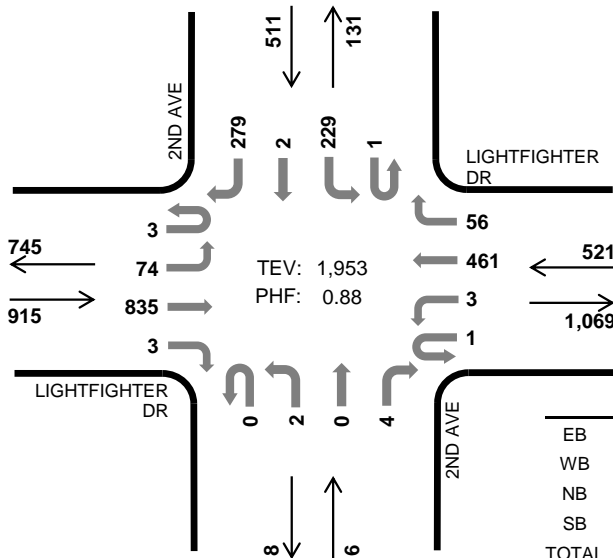 511
131
2ND AVE
279
2
229
1
LIGHTFIGHTER
DR
3
56
745
74
TEV: 1,953
461
521
915
835
PHF: 0.88
3
1,069
3
1
LIGHTFIGHTER
DR
0
2
0
4
2ND AVE
EB
WB
NB
SB
TOTAL
8
6